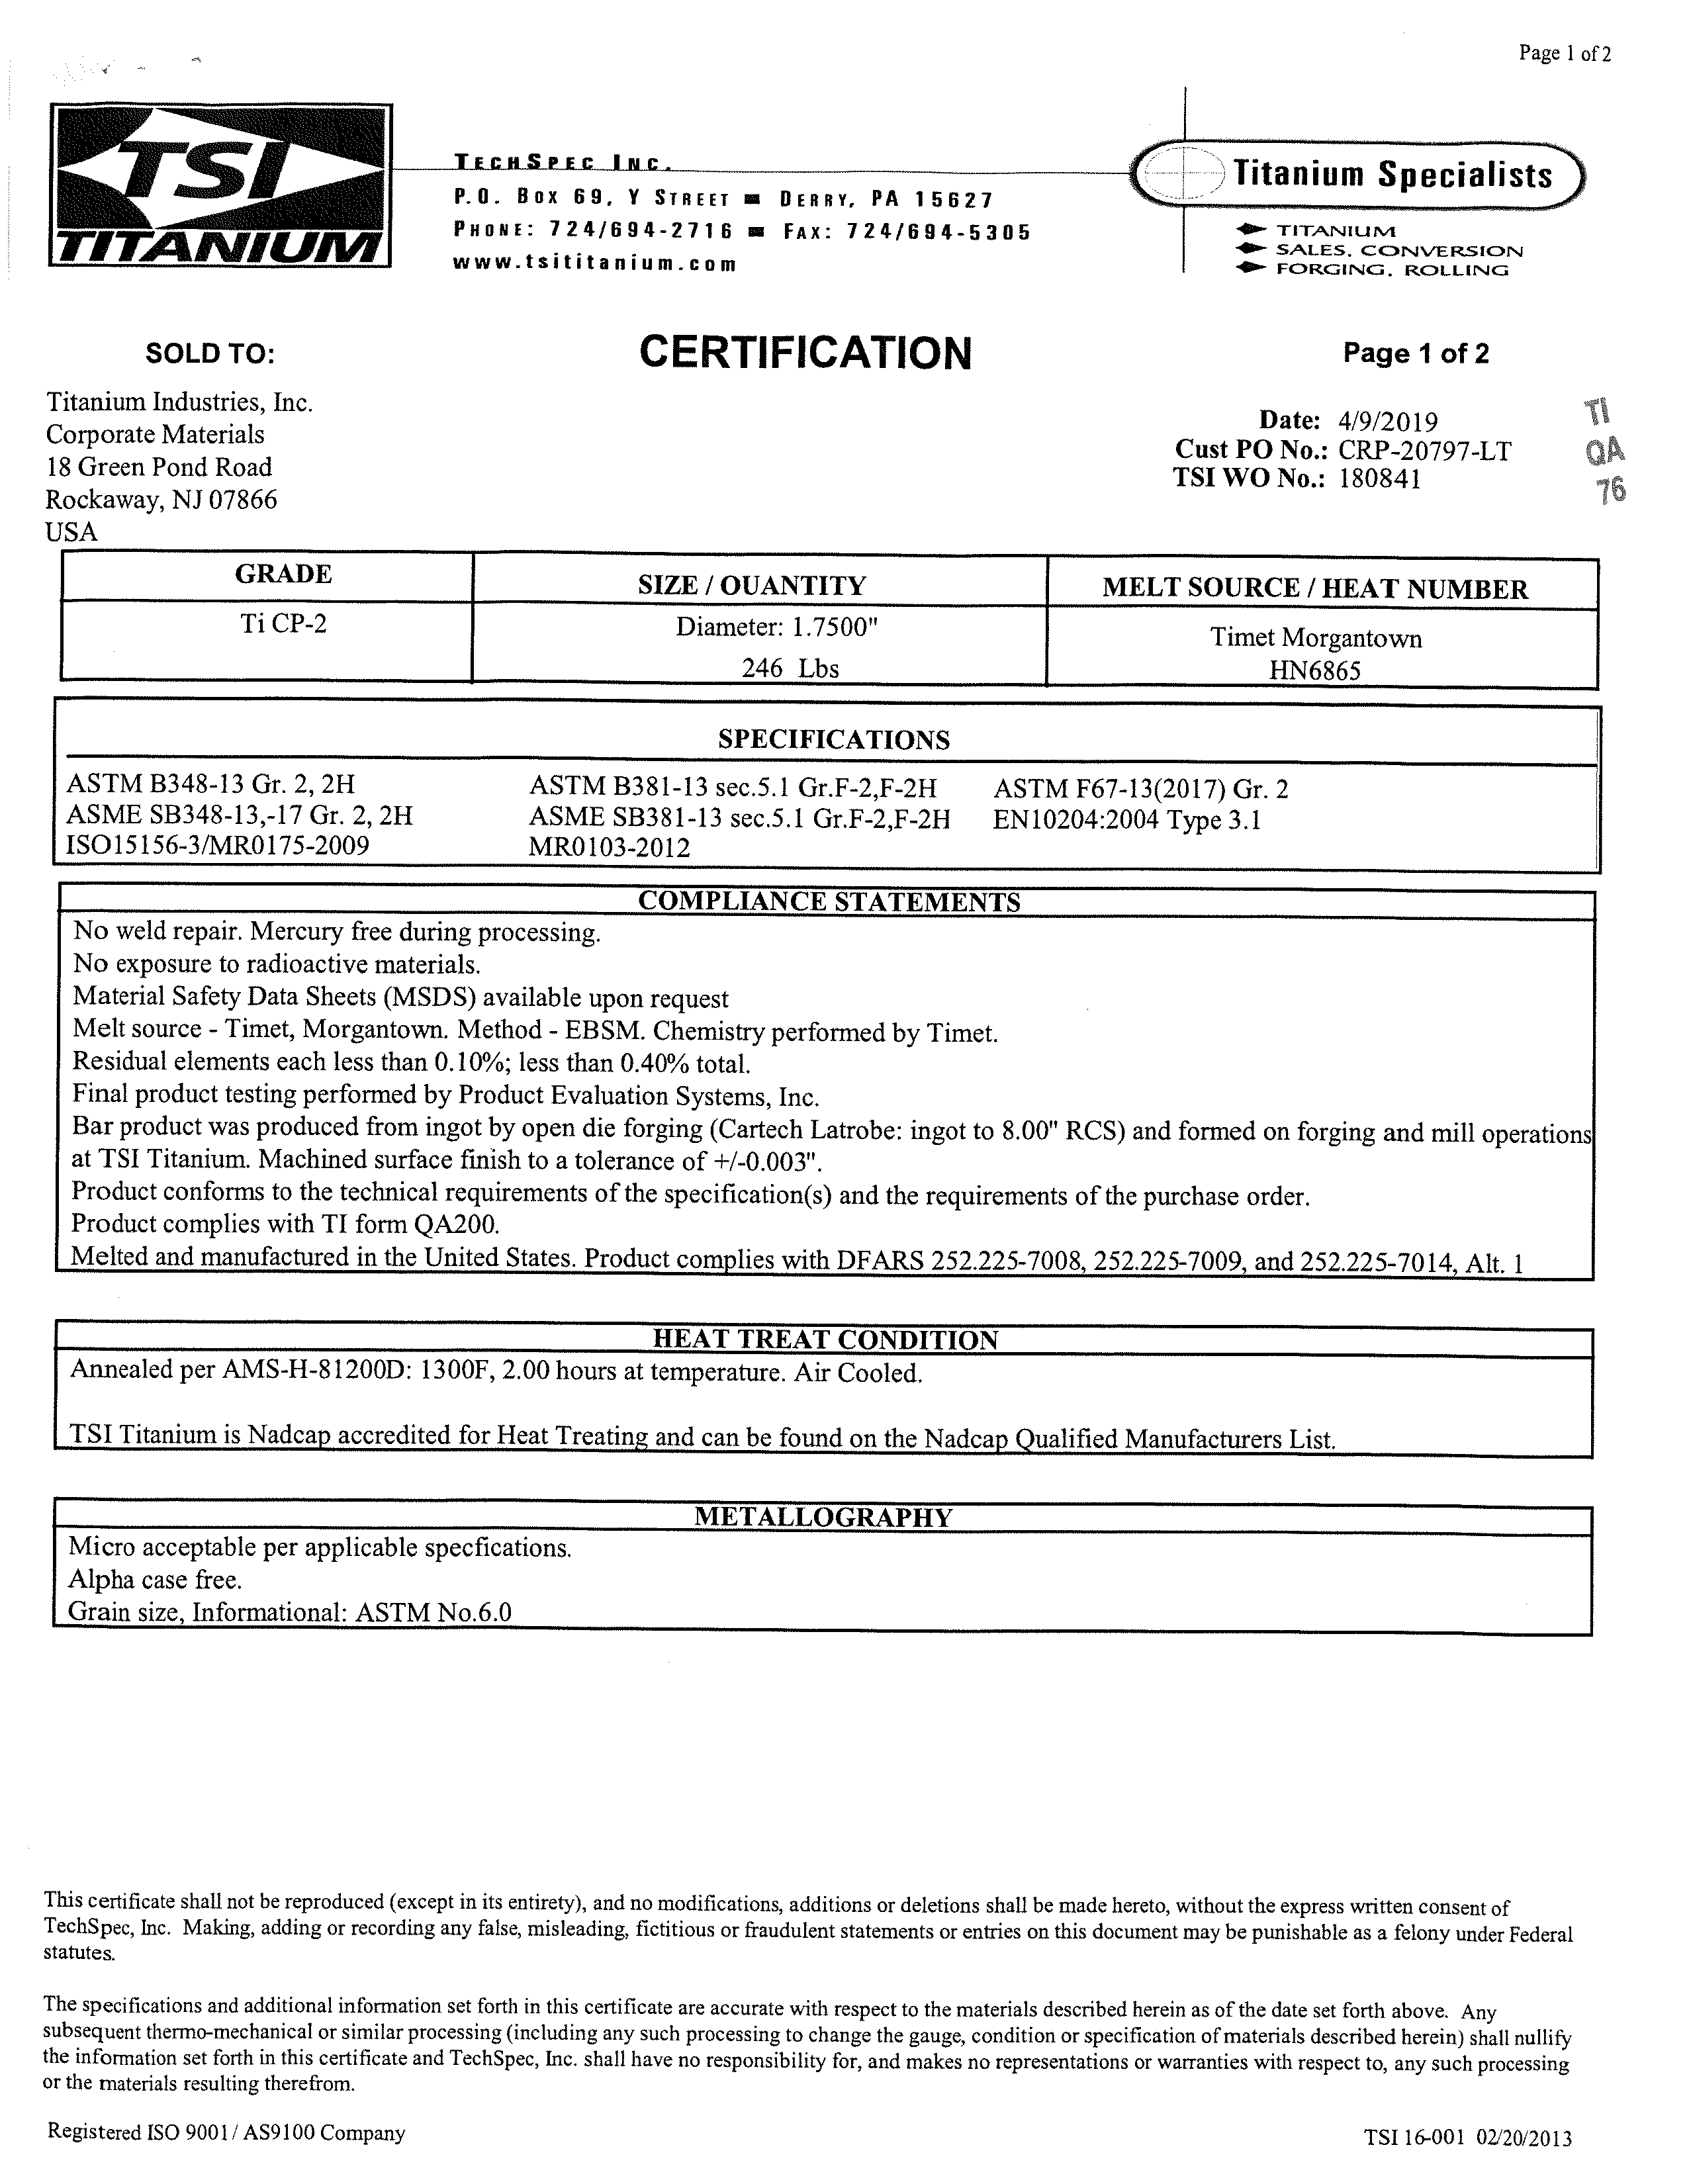 Page 1 of 2
TSI
TITANIUM
TECHSPEC INC.
P.O. BOX 69, Y STREET ▬ DERRY, PA 15627
PHONE: 724/694-2716 ▬ FAX: 724/694-5305
www.tsititanium.com
Titanium Specialists
TITANIUM
SALES, CONVERSION
FORGING, ROLLING
SOLD TO:
CERTIFICATION
Page 1 of 2
Titanium Industries, Inc.
Corporate Materials
18 Green Pond Road
Rockaway, NJ 07866
USA
Date: 4/9/2019
Cust PO No.: CRP-20797-LT
TSI WO No.: 180841
TI
QA
76
GRADE
SIZE / QUANTITY
MELT SOURCE / HEAT NUMBER
Ti CP-2
Diameter: 1.7500"
246 Lbs
Timet Morgantown
HN6865
SPECIFICATIONS
ASTM B348-13 Gr. 2, 2H
ASTM B381-13 sec.5.1 Gr.F-2,F-2H
ASTM F67-13(2017) Gr. 2
ASME SB348-13,-17 Gr. 2, 2H
ASME SB381-13 sec.5.1 Gr.F-2,F-2H
EN10204:2004 Type 3.1
ISO15156-3/MR0175-2009
MR0103-2012
COMPLIANCE STATEMENTS
No weld repair. Mercury free during processing.
No exposure to radioactive materials.
Material Safety Data Sheets (MSDS) available upon request
Melt source - Timet, Morgantown. Method - EBSM. Chemistry performed by Timet.
Residual elements each less than 0.10%; less than 0.40% total.
Final product testing performed by Product Evaluation Systems, Inc.
Bar product was produced from ingot by open die forging (Cartech Latrobe: ingot to 8.00" RCS) and formed on forging and mill operations
at TSI Titanium. Machined surface finish to a tolerance of +/-0.003".
Product conforms to the technical requirements of the specification(s) and the requirements of the purchase order.
Product complies with TI form QA200.
Melted and manufactured in the United States. Product complies with DFARS 252.225-7008, 252.225-7009, and 252.225-7014, Alt. 1
HEAT TREAT CONDITION
Annealed per AMS-H-81200D: 1300F, 2.00 hours at temperature. Air Cooled.
TSI Titanium is Nadcap accredited for Heat Treating and can be found on the Nadcap Qualified Manufacturers List.
METALLOGRAPHY
Micro acceptable per applicable specfications.
Alpha case free.
Grain size, Informational: ASTM No.6.0
This certificate shall not be reproduced (except in its entirety), and no modifications, additions or deletions shall be made hereto, without the express written consent of
TechSpec, Inc. Making, adding or recording any false, misleading, fictitious or fraudulent statements or entries on this document may be punishable as a felony under Federal
statutes.
The specifications and additional information set forth in this certificate are accurate with respect to the materials described herein as of the date set forth above. Any
subsequent thermo-mechanical or similar processing (including any such processing to change the gauge, condition or specification of materials described herein) shall nullify
the information set forth in this certificate and TechSpec, Inc. shall have no responsibility for, and makes no representations or warranties with respect to, any such processing
or the materials resulting therefrom.
Registered ISO 9001 / AS9100 Company
TSI 16-001 02/20/2013